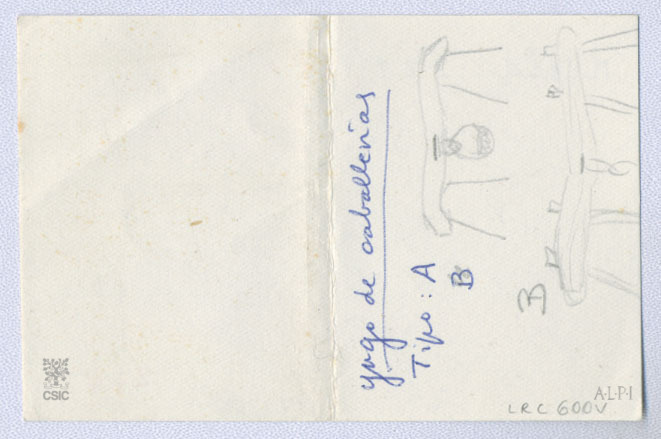 yugo de caballerías
Tipo: A
B
B
CSIC
A·L·P·I
LRC 600V